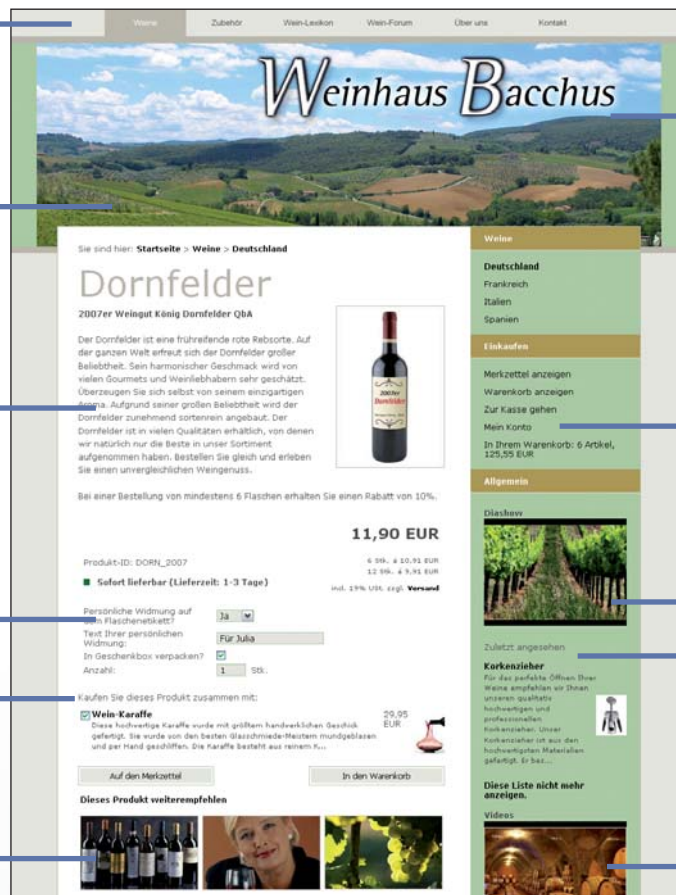 Weine Zubehör Wein-Lexikon Wein-Forum Über uns Kontakt
Weinhaus Bacchus
Sie sind hier: Startseite > Weine > Deutschland
Dornfelder
2007er Weingut König Dornfelder QbA
Der Dornfelder ist eine frühreifende rote Rebsorte. Auf
der ganzen Welt erfreut sich der Dornfelder großer
Beliebtheit. Sein harmonischer Geschmack wird von
vielen Gourmets und Weinliebhabern sehr geschätzt.
Überzeugen Sie sich selbst von seinem einzigartigen
Aroma. Aufgrund seiner großen Beliebtheit wird der
Dornfelder zunehmend sortenrein angebaut. Der
Dornfelder ist in vielen Qualitäten erhältlich, von denen
wir natürlich nur die Beste in unser Sortiment
aufgenommen haben. Bestellen Sie gleich und erleben
Sie einen unvergleichlichen Weingenuss.
2007er
Dornfelder
Bei einer Bestellung von mindestens 6 Flaschen erhalten Sie einen Rabatt von 10%.
11,90 EUR
Produkt-ID: DORN_2007
6 Stk. á 10,91 EUR
12 Stk. á 9,91 EUR
Sofort lieferbar (Lieferzeit: 1-3 Tage)
incl. 19% USt. zzgl. Versand
Persönliche Widmung auf
dem Flaschenetikett? Ja
Text Ihrer persönlichen
Widmung: Für Julia
In Geschenkbox verpacken?
Anzahl: 1 Stk.
Kaufen Sie dieses Produkt zusammen mit:
Wein-Karaffe 29,95
EUR
Diese hochwertige Karaffe wurde mit größtem handwerklichen Geschick
gefertigt. Sie wurde von den besten Glasschmiede-Meistern mundgeblasen
und per Hand geschliffen. Die Karaffe besteht aus reinem K...
Auf den Merkzettel In den Warenkorb
Dieses Produkt weiterempfehlen
Weine
Deutschland
Frankreich
Italien
Spanien
Einkaufen
Merkzettel anzeigen
Warenkorb anzeigen
Zur Kasse gehen
Mein Konto
In Ihrem Warenkorb: 6 Artikel,
125,55 EUR
Allgemein
Diashow
Zuletzt angesehen
Korkenzieher
Für das perfekte Öffnen Ihrer
Weine empfehlen wir Ihnen
unseren qualitativ
hochwertigen und
professionellen
Korkenzieher. Unser
Korkenzieher ist aus den
hochwertigsten Materialien
gefertigt. Er bes...
Diese Liste nicht mehr
anzeigen.
Videos